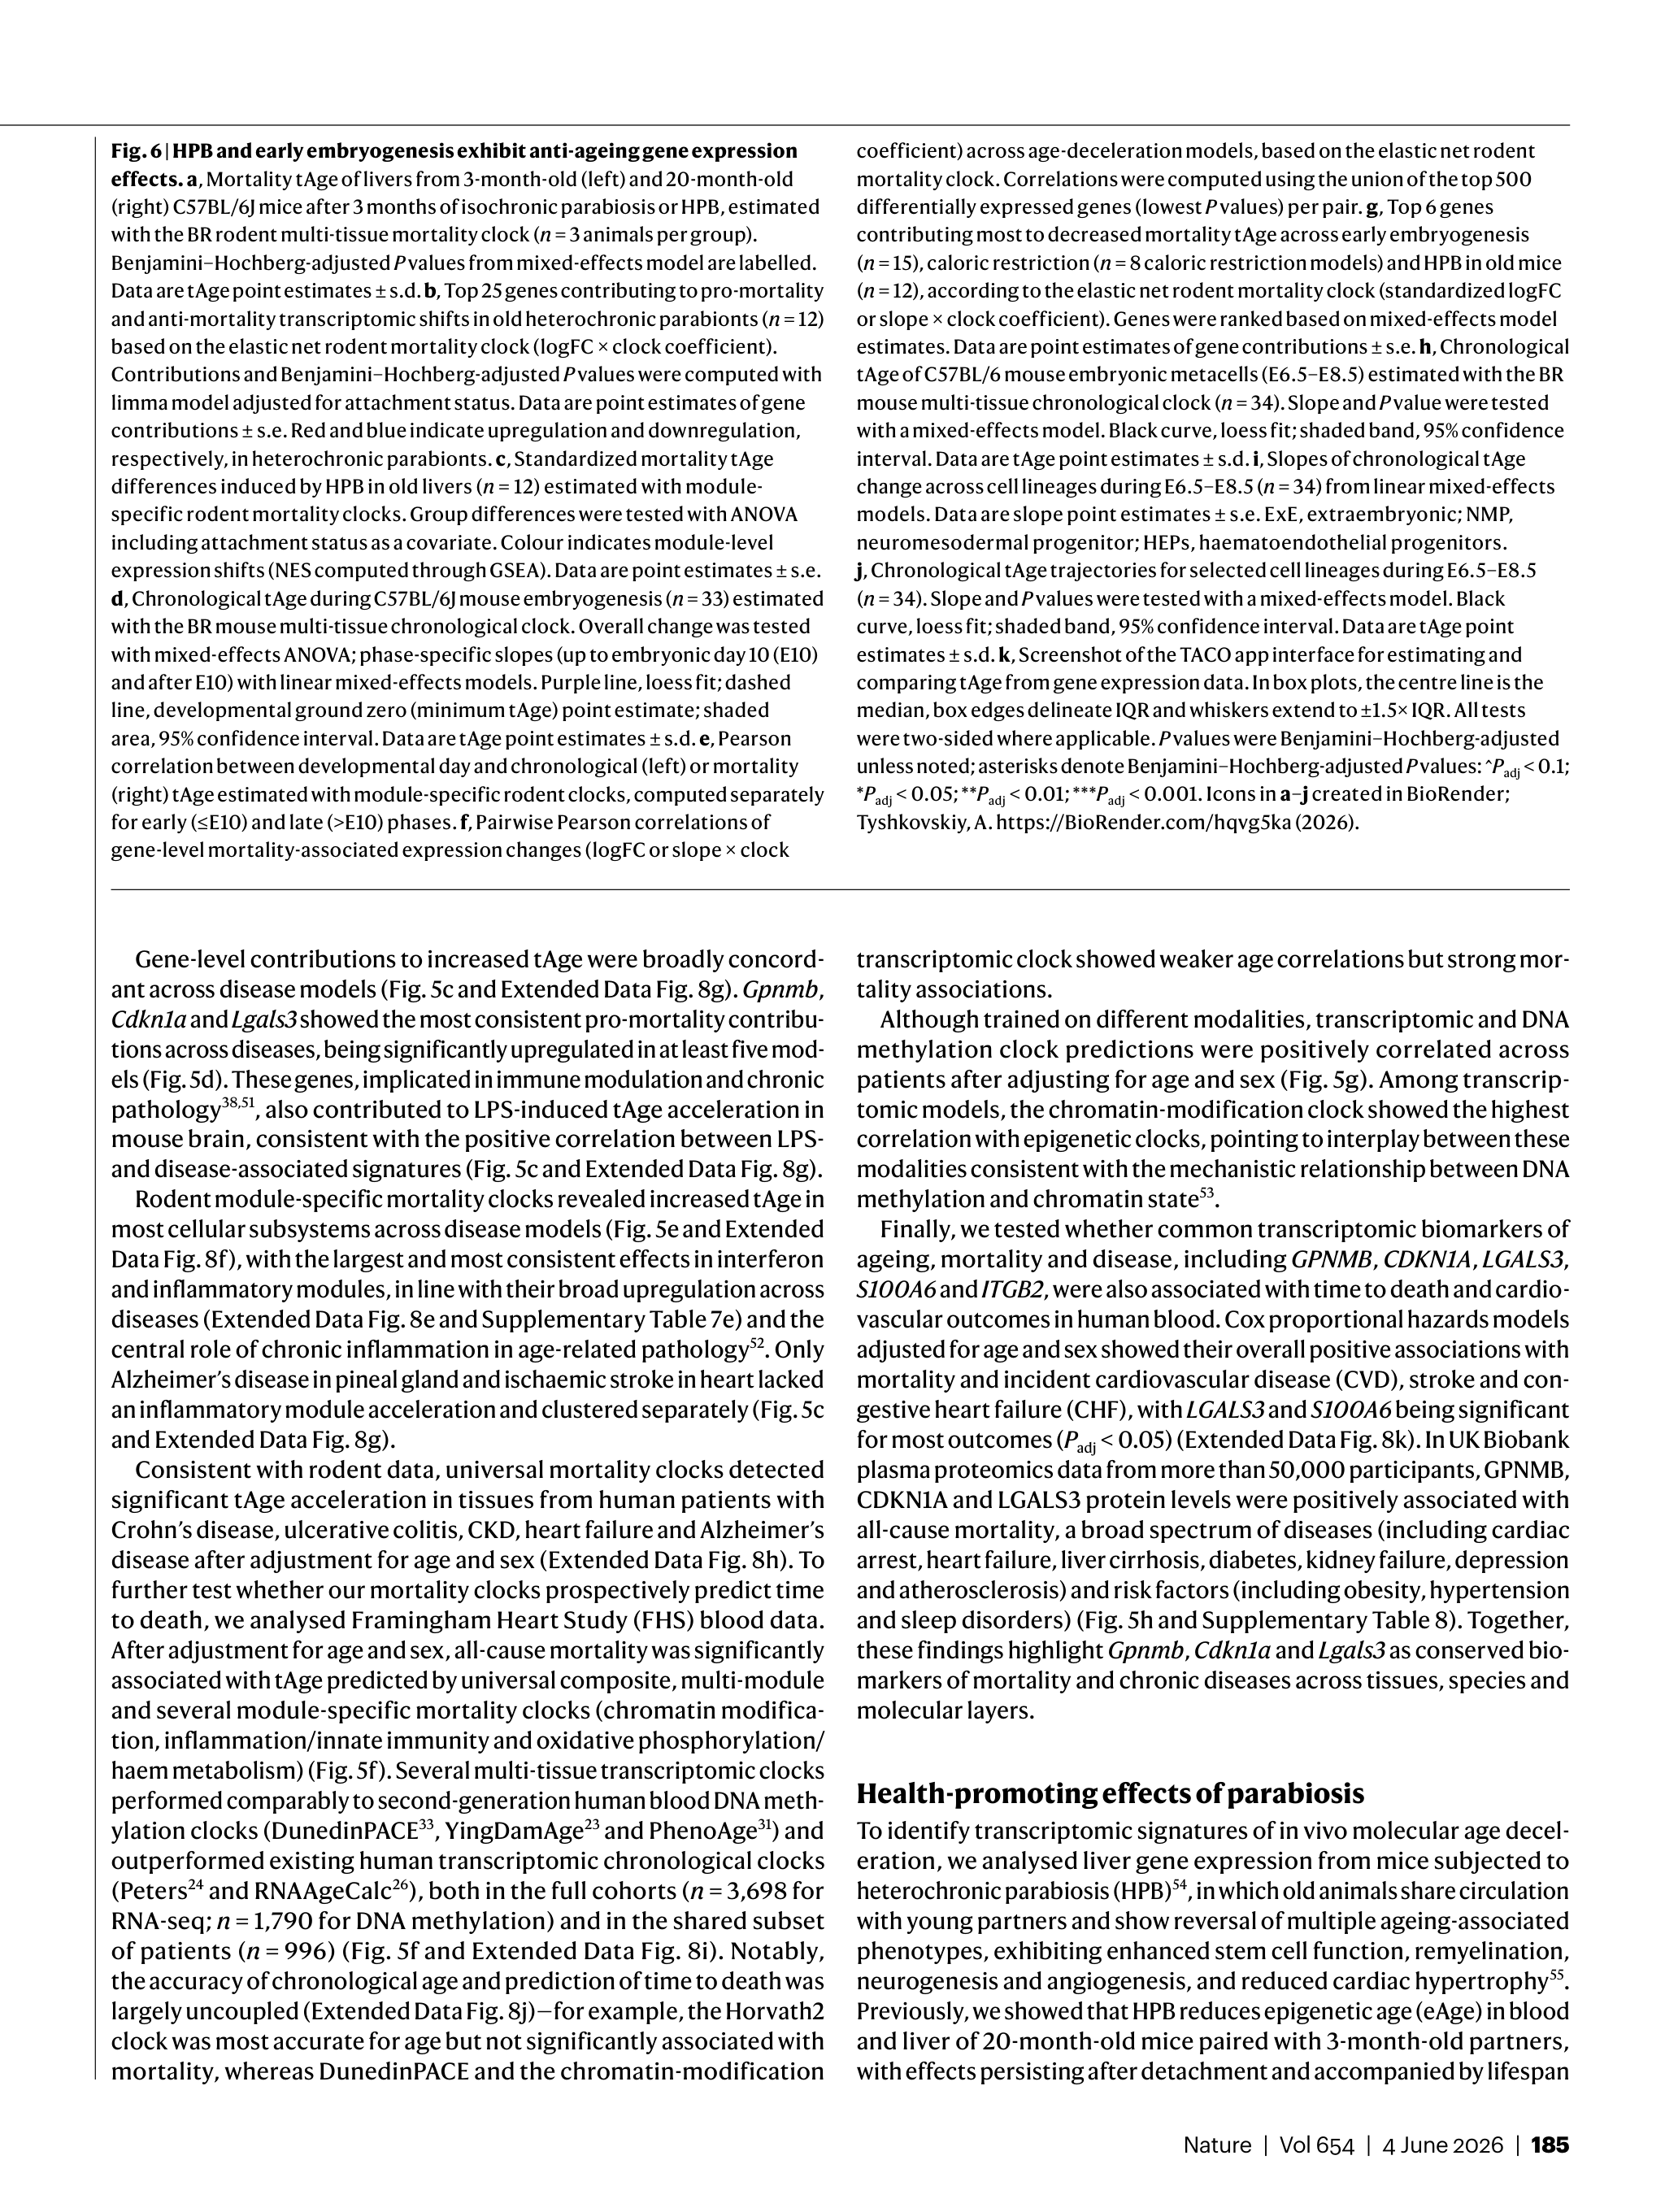 Fig. 6 | HPB and early embryogenesis exhibit anti-ageing gene expression
effects. a, Mortality tAge of livers from 3-month-old (left) and 20-month-old
(right) C57BL/6J mice after 3 months of isochronic parabiosis or HPB, estimated
with the BR rodent multi-tissue mortality clock (n = 3 animals per group).
Benjamini–Hochberg-adjusted P values from mixed-effects model are labelled.
Data are tAge point estimates ± s.d. b, Top 25 genes contributing to pro-mortality
and anti-mortality transcriptomic shifts in old heterochronic parabionts (n = 12)
based on the elastic net rodent mortality clock (logFC × clock coefficient).
Contributions and Benjamini–Hochberg-adjusted P values were computed with
limma model adjusted for attachment status. Data are point estimates of gene
contributions ± s.e. Red and blue indicate upregulation and downregulation,
respectively, in heterochronic parabionts. c, Standardized mortality tAge
differences induced by HPB in old livers (n = 12) estimated with module-
specific rodent mortality clocks. Group differences were tested with ANOVA
including attachment status as a covariate. Colour indicates module-level
expression shifts (NES computed through GSEA). Data are point estimates ± s.e.
d, Chronological tAge during C57BL/6J mouse embryogenesis (n = 33) estimated
with the BR mouse multi-tissue chronological clock. Overall change was tested
with mixed-effects ANOVA; phase-specific slopes (up to embryonic day 10 (E10)
and after E10) with linear mixed-effects models. Purple line, loess fit; dashed
line, developmental ground zero (minimum tAge) point estimate; shaded
area, 95% confidence interval. Data are tAge point estimates ± s.d. e, Pearson
correlation between developmental day and chronological (left) or mortality
(right) tAge estimated with module-specific rodent clocks, computed separately
for early (≤E10) and late (>E10) phases. f, Pairwise Pearson correlations of
gene-level mortality-associated expression changes (logFC or slope × clock
coefficient) across age-deceleration models, based on the elastic net rodent
mortality clock. Correlations were computed using the union of the top 500
differentially expressed genes (lowest P values) per pair. g, Top 6 genes
contributing most to decreased mortality tAge across early embryogenesis
(n = 15), caloric restriction (n = 8 caloric restriction models) and HPB in old mice
(n = 12), according to the elastic net rodent mortality clock (standardized logFC
or slope × clock coefficient). Genes were ranked based on mixed-effects model
estimates. Data are point estimates of gene contributions ± s.e. h, Chronological
tAge of C57BL/6 mouse embryonic metacells (E6.5–E8.5) estimated with the BR
mouse multi-tissue chronological clock (n = 34). Slope and P value were tested
with a mixed-effects model. Black curve, loess fit; shaded band, 95% confidence
interval. Data are tAge point estimates ± s.d. i, Slopes of chronological tAge
change across cell lineages during E6.5–E8.5 (n = 34) from linear mixed-effects
models. Data are slope point estimates ± s.e. ExE, extraembryonic; NMP,
neuromesodermal progenitor; HEPs, haematoendothelial progenitors.
j, Chronological tAge trajectories for selected cell lineages during E6.5–E8.5
(n = 34). Slope and P values were tested with a mixed-effects model. Black
curve, loess fit; shaded band, 95% confidence interval. Data are tAge point
estimates ± s.d. k, Screenshot of the TACO app interface for estimating and
comparing tAge from gene expression data. In box plots, the centre line is the
median, box edges delineate IQR and whiskers extend to ±1.5× IQR. All tests
were two-sided where applicable. P values were Benjamini–Hochberg-adjusted
unless noted; asterisks denote Benjamini–Hochberg-adjusted P values: ^Padj < 0.1;
*Padj < 0.05; **Padj < 0.01; ***Padj < 0.001. Icons in a–j created in BioRender;
Tyshkovskiy, A. https://BioRender.com/hqvg5ka (2026).
Gene-level contributions to increased tAge were broadly concord-
ant across disease models (Fig. 5c and Extended Data Fig. 8g). Gpnmb,
Cdkn1a and Lgals3 showed the most consistent pro-mortality contribu-
tions across diseases, being significantly upregulated in at least five mod-
els (Fig. 5d). These genes, implicated in immune modulation and chronic
pathology38,51, also contributed to LPS-induced tAge acceleration in
mouse brain, consistent with the positive correlation between LPS-
and disease-associated signatures (Fig. 5c and Extended Data Fig. 8g).
Rodent module-specific mortality clocks revealed increased tAge in
most cellular subsystems across disease models (Fig. 5e and Extended
Data Fig. 8f), with the largest and most consistent effects in interferon
and inflammatory modules, in line with their broad upregulation across
diseases (Extended Data Fig. 8e and Supplementary Table 7e) and the
central role of chronic inflammation in age-related pathology52. Only
Alzheimer's disease in pineal gland and ischaemic stroke in heart lacked
an inflammatory module acceleration and clustered separately (Fig. 5c
and Extended Data Fig. 8g).
Consistent with rodent data, universal mortality clocks detected
significant tAge acceleration in tissues from human patients with
Crohn's disease, ulcerative colitis, CKD, heart failure and Alzheimer's
disease after adjustment for age and sex (Extended Data Fig. 8h). To
further test whether our mortality clocks prospectively predict time
to death, we analysed Framingham Heart Study (FHS) blood data.
After adjustment for age and sex, all-cause mortality was significantly
associated with tAge predicted by universal composite, multi-module
and several module-specific mortality clocks (chromatin modifica-
tion, inflammation/innate immunity and oxidative phosphorylation/
haem metabolism) (Fig. 5f). Several multi-tissue transcriptomic clocks
performed comparably to second-generation human blood DNA meth-
ylation clocks (DunedinPACE33, YingDamAge23 and PhenoAge31) and
outperformed existing human transcriptomic chronological clocks
(Peters24 and RNAAgeCalc26), both in the full cohorts (n = 3,698 for
RNA-seq; n = 1,790 for DNA methylation) and in the shared subset
of patients (n = 996) (Fig. 5f and Extended Data Fig. 8i). Notably,
the accuracy of chronological age and prediction of time to death was
largely uncoupled (Extended Data Fig. 8j)—for example, the Horvath2
clock was most accurate for age but not significantly associated with
mortality, whereas DunedinPACE and the chromatin-modification
transcriptomic clock showed weaker age correlations but strong mor-
tality associations.
Although trained on different modalities, transcriptomic and DNA
methylation clock predictions were positively correlated across
patients after adjusting for age and sex (Fig. 5g). Among transcrip-
tomic models, the chromatin-modification clock showed the highest
correlation with epigenetic clocks, pointing to interplay between these
modalities consistent with the mechanistic relationship between DNA
methylation and chromatin state53.
Finally, we tested whether common transcriptomic biomarkers of
ageing, mortality and disease, including GPNMB, CDKN1A, LGALS3,
S100A6 and ITGB2, were also associated with time to death and cardio-
vascular outcomes in human blood. Cox proportional hazards models
adjusted for age and sex showed their overall positive associations with
mortality and incident cardiovascular disease (CVD), stroke and con-
gestive heart failure (CHF), with LGALS3 and S100A6 being significant
for most outcomes (Padj < 0.05) (Extended Data Fig. 8k). In UK Biobank
plasma proteomics data from more than 50,000 participants, GPNMB,
CDKN1A and LGALS3 protein levels were positively associated with
all-cause mortality, a broad spectrum of diseases (including cardiac
arrest, heart failure, liver cirrhosis, diabetes, kidney failure, depression
and atherosclerosis) and risk factors (including obesity, hypertension
and sleep disorders) (Fig. 5h and Supplementary Table 8). Together,
these findings highlight Gpnmb, Cdkn1a and Lgals3 as conserved bio-
markers of mortality and chronic diseases across tissues, species and
molecular layers.
Health-promoting effects of parabiosis
To identify transcriptomic signatures of in vivo molecular age decel-
eration, we analysed liver gene expression from mice subjected to
heterochronic parabiosis (HPB)54, in which old animals share circulation
with young partners and show reversal of multiple ageing-associated
phenotypes, exhibiting enhanced stem cell function, remyelination,
neurogenesis and angiogenesis, and reduced cardiac hypertrophy55.
Previously, we showed that HPB reduces epigenetic age (eAge) in blood
and liver of 20-month-old mice paired with 3-month-old partners,
with effects persisting after detachment and accompanied by lifespan
Nature | Vol 654 | 4 June 2026 | 185